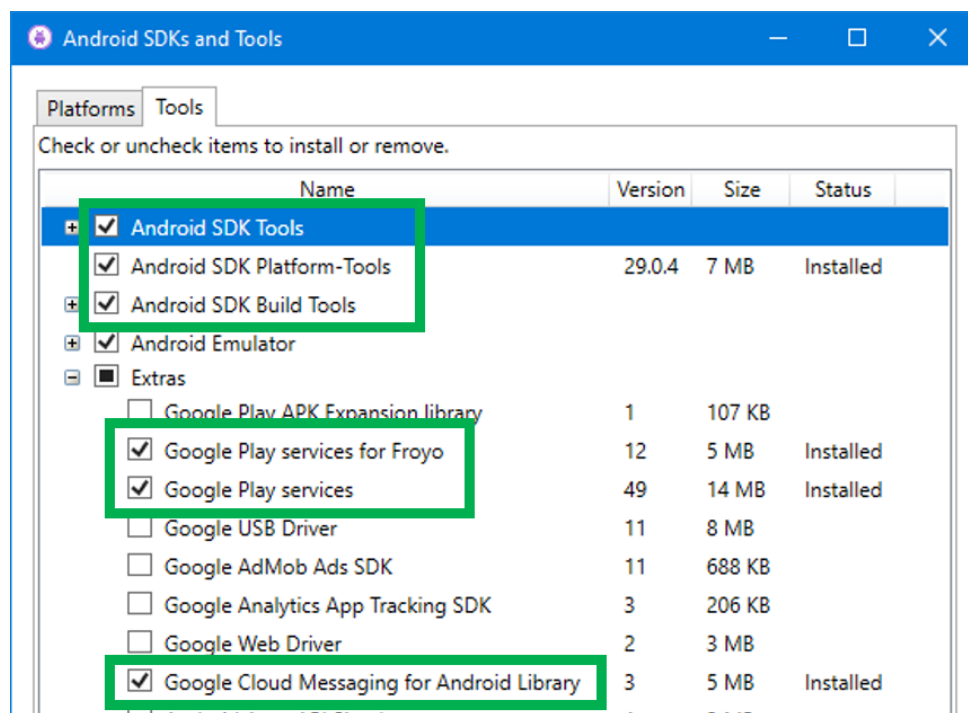 Android SDKs and Tools
Platforms Tools
Check or uncheck items to install or remove.
Name Version Size Status
Android SDK Tools
Android SDK Platform-Tools 29.0.4 7 MB Installed
Android SDK Build Tools
Android Emulator
Extras
Google Play APK Expansion library 1 107 KB
Google Play services for Froyo 12 5 MB Installed
Google Play services 49 14 MB Installed
Google USB Driver 11 8 MB
Google AdMob Ads SDK 11 688 KB
Google Analytics App Tracking SDK 3 206 KB
Google Web Driver 2 3 MB
Google Cloud Messaging for Android Library 3 5 MB Installed